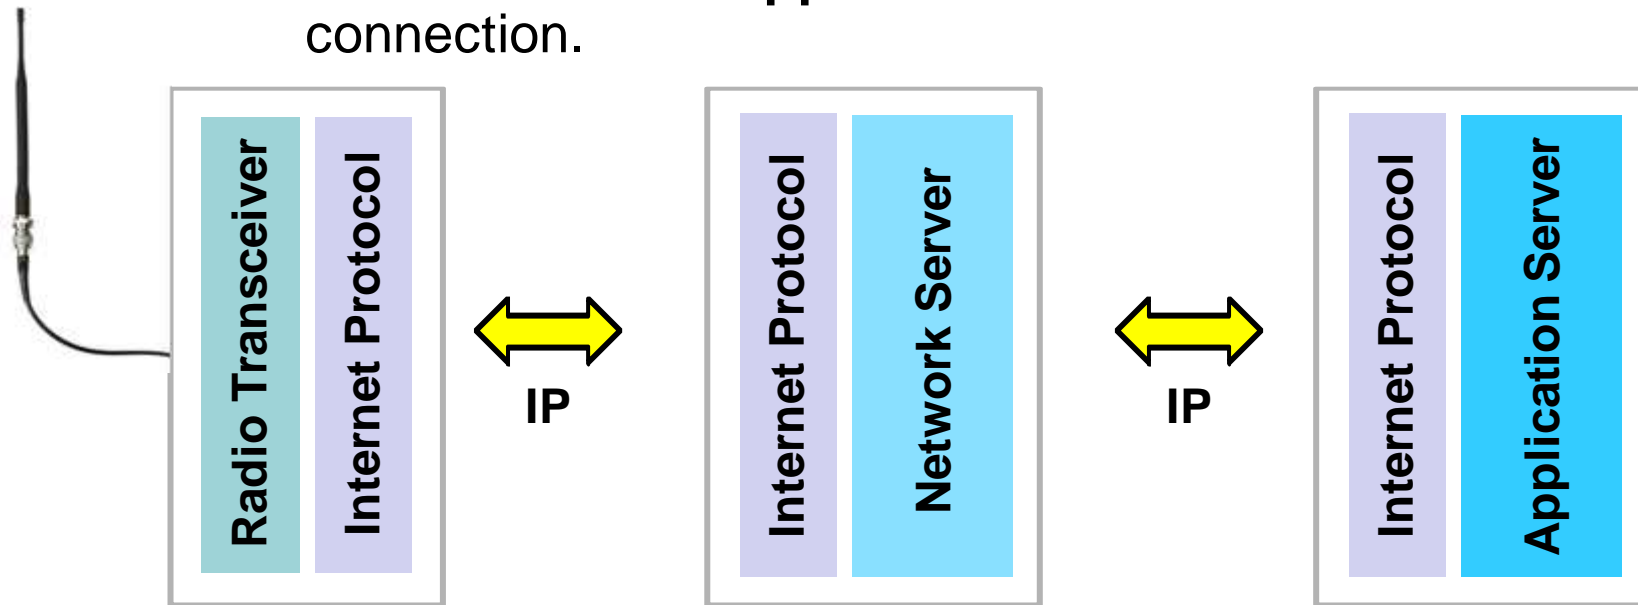 connection.
Radio Transceiver
Internet Protocol
IP
Internet Protocol
Network Server
IP
Internet Protocol
Application Server